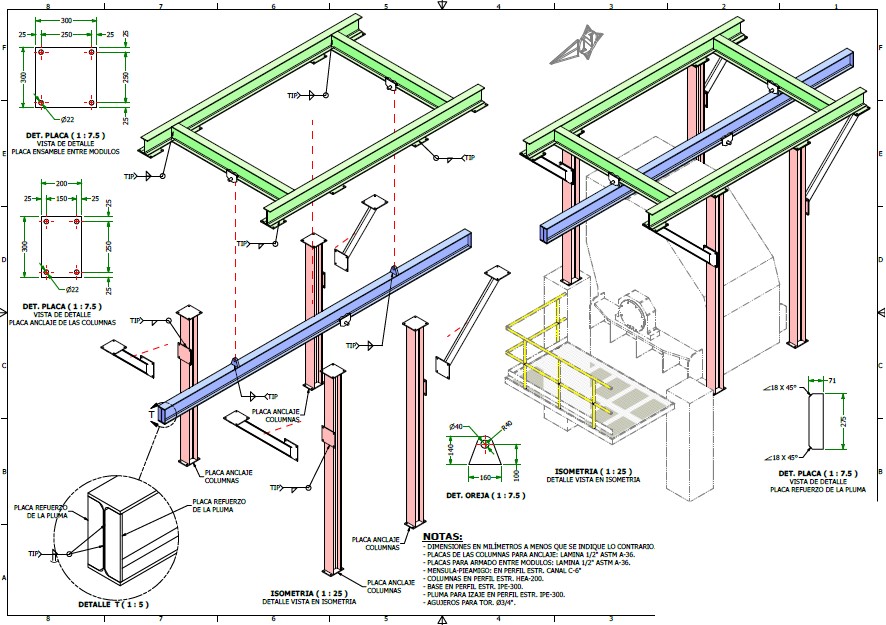 8
7
6
5
4
3
2
1
F
E
D
C
B
A
F
E
D
C
B
300
25
250
25
25
300
250
25
Ø22
DET. PLACA ( 1 : 7.5 )
VISTA DE DETALLE
PLACA ENSAMBLE ENTRE MODULOS
200
25
150
25
25
300
250
25
Ø22
DET. PLACA ( 1 : 7.5 )
VISTA DE DETALLE
PLACA ANCLAJE DE LAS COLUMNAS
TIP
TIP
TIP
TIP
TIP
TIP
TIP
TIP
TIP
T
PLACA ANCLAJE
COLUMNAS
PLACA ANCLAJE
COLUMNAS
PLACA ANCLAJE
COLUMNAS
PLACA ANCLAJE
COLUMNAS
PLACA REFUERZO
DE LA PLUMA
PLACA REFUERZO
DE LA PLUMA
DETALLE T ( 1 : 5 )
ISOMETRIA ( 1 : 25 )
DETALLE VISTA EN ISOMETRIA
Ø40
R40
140
100
160
DET. OREJA ( 1 : 7.5 )
ISOMETRIA ( 1 : 25 )
DETALLE VISTA EN ISOMETRIA
71
∠18 X 45°
275
∠18 X 45°
DET. PLACA ( 1 : 7.5 )
VISTA DE DETALLE
PLACA REFUERZO DE LA PLUMA
NOTAS:
- DIMENSIONES EN MILÍMETROS A MENOS QUE SE INDIQUE LO CONTRARIO.
- PLACAS DE LAS COLUMNAS PARA ANCLAJE: LAMINA 1/2" ASTM A-36.
- PLACAS PARA ARMADO ENTRE MODULOS: LAMINA 1/2" ASTM A-36.
- MENSULA-PIEAMIGO: EN PERFIL ESTR. CANAL C-6"
- COLUMNAS EN PERFIL ESTR. HEA-200.
- BASE EN PERFIL ESTR. IPE-300.
- PLUMA PARA IZAJE EN PERFIL ESTR. IPE-300.
- AGUJEROS PARA TOR. Ø3/4".
8
7
6
5
4
3